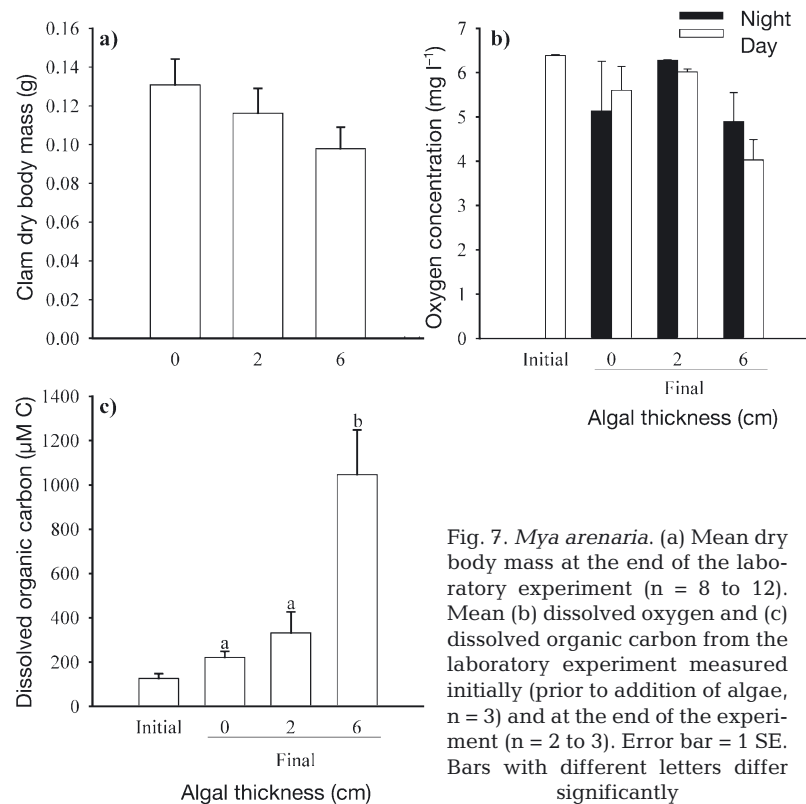 a)
Clam dry body mass (g)
0.16
0.14
0.12
0.10
0.08
0.06
0.04
0.02
0.00
0 2 6
b)
Night
Day
Oxygen concentration (mg l–1)
7
6
5
4
3
2
1
0
Initial 0 2 6
Final
Algal thickness (cm)
c)
Dissolved organic carbon (µM C)
1400
1200
1000
800
600
400
200
0
a a b
Initial 0 2 6
Final
Algal thickness (cm)
Fig. 7. Mya arenaria. (a) Mean dry
body mass at the end of the labo-
ratory experiment (n = 8 to 12).
Mean (b) dissolved oxygen and (c)
dissolved organic carbon from the
laboratory experiment measured
initially (prior to addition of algae,
n = 3) and at the end of the experi-
ment (n = 2 to 3). Error bar = 1 SE.
Bars with different letters differ
significantly